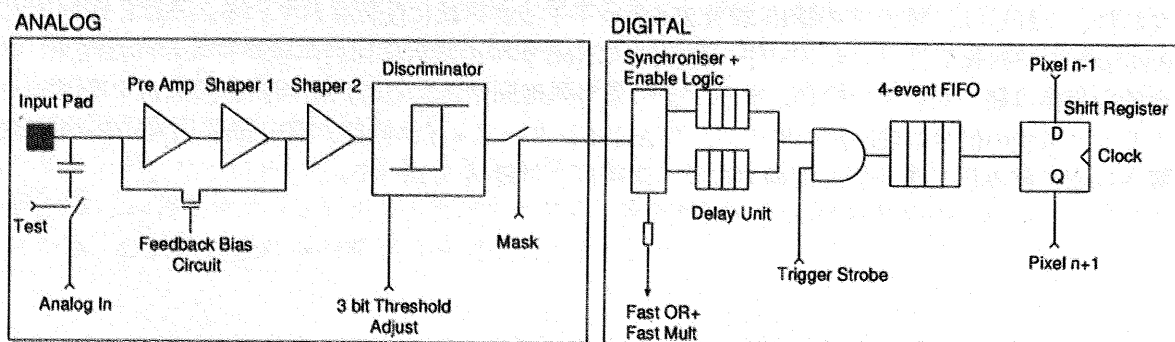 ANALOG
DIGITAL
Input Pad
Pre Amp
Shaper 1
Shaper 2
Discriminator
Test
Analog In
Feedback Bias
Circuit
3 bit Threshold
Adjust
Mask
Synchroniser +
Enable Logic
Delay Unit
Fast OR+
Fast Mult
Trigger Strobe
4-event FIFO
Pixel n-1
Shift Register
D
Clock
Q
Pixel n+1